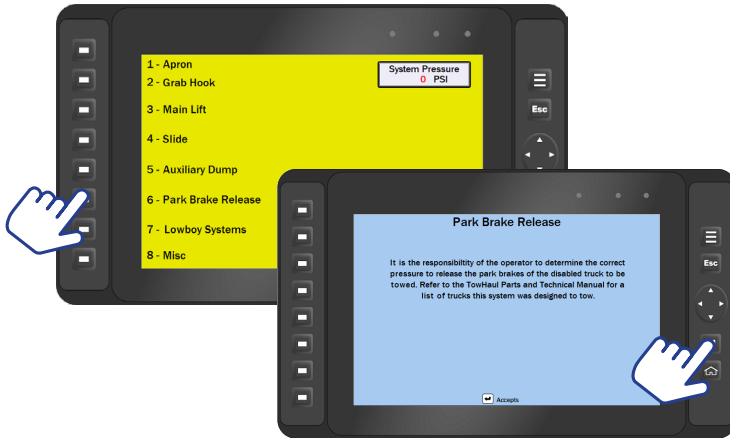 1 - Apron
2 - Grab Hook
3 - Main Lift
4 - Slide
5 - Auxiliary Dump
6 - Park Brake Release
7 - Lowboy Systems
8 - Misc
System Pressure
0 PSI
Esc
Park Brake Release
It is the responsibiltity of the operator to determine the correct
pressure to release the park brakes of the disabled truck to be
towed. Refer to the TowHaul Parts and Technical Manual for a
list of trucks this system was designed to tow.
Accepts
Esc